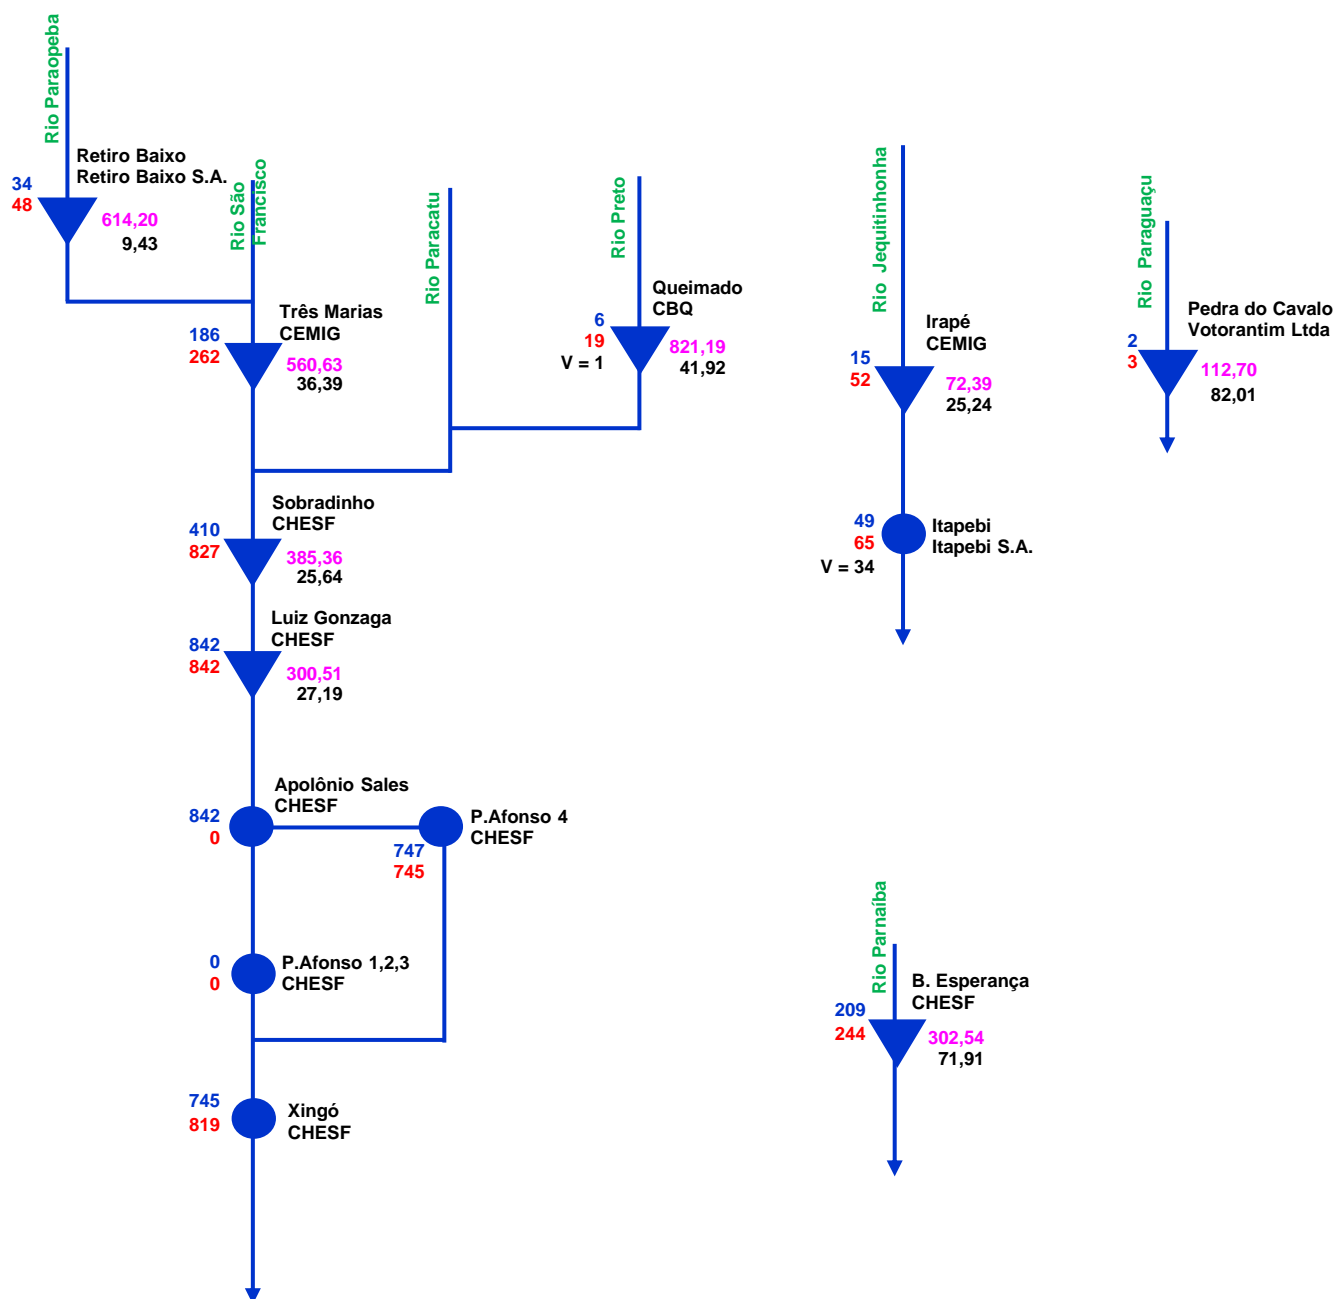 Rio Paraopeba
Retiro Baixo
Retiro Baixo S.A.
34
48
614,20
9,43
Rio São
Francisco
Três Marias
CEMIG
186
262
560,63
36,39
Rio Paracatu
Rio Preto
Queimado
CBQ
6
19
V = 1
821,19
41,92
Sobradinho
CHESF
410
827
385,36
25,64
Luiz Gonzaga
CHESF
842
842
300,51
27,19
Apolônio Sales
CHESF
842
0
P.Afonso 4
CHESF
747
745
P.Afonso 1,2,3
CHESF
0
0
Xingó
CHESF
745
819
Rio Jequitinhonha
Irapé
CEMIG
15
52
72,39
25,24
Itapebi
Itapebi S.A.
49
65
V = 34
Rio Paraguaçu
Pedra do Cavalo
Votorantim Ltda
2
3
112,70
82,01
Rio Parnaíba
B. Esperança
CHESF
209
244
302,54
71,91